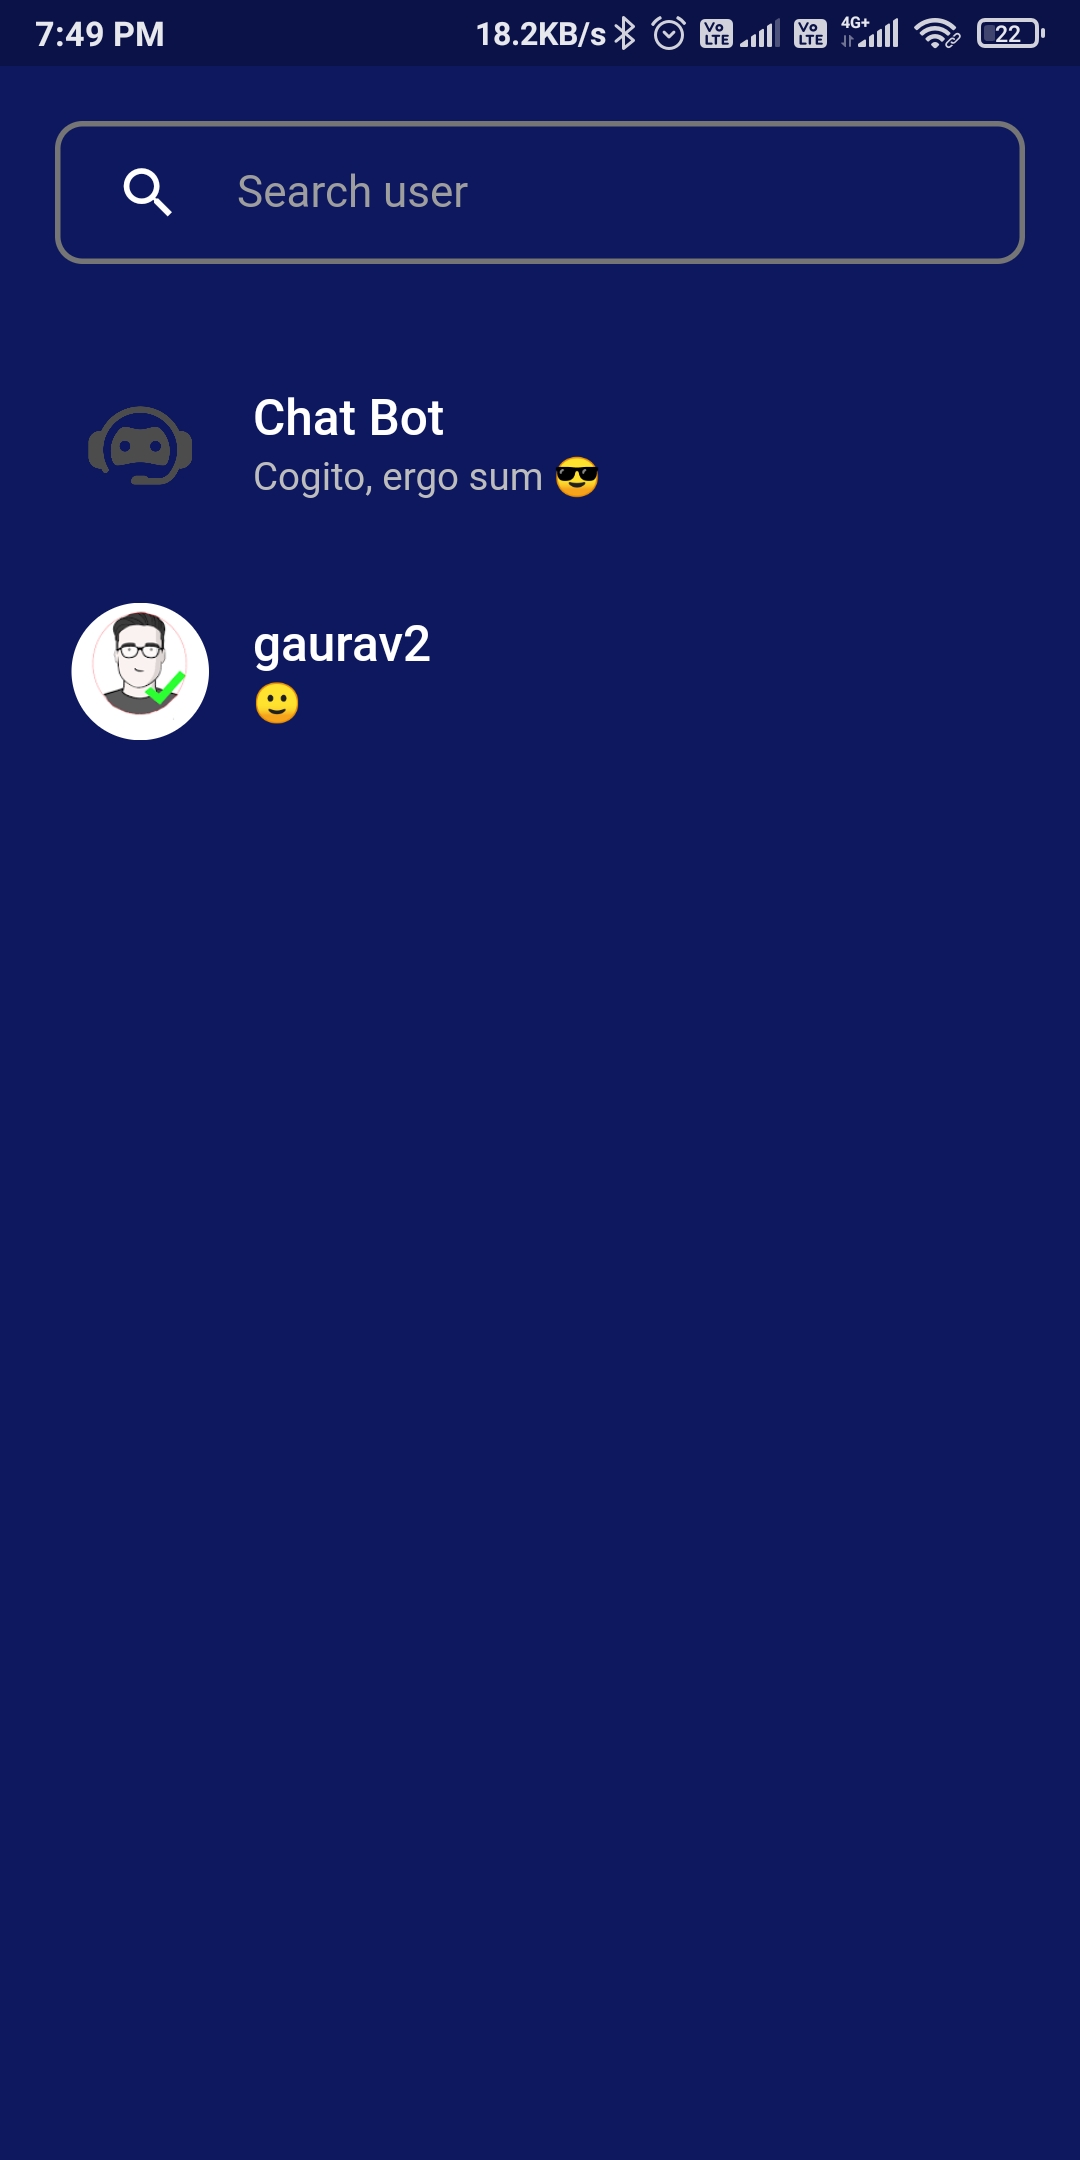 7:49 PM 18.2KB/s Vo LTE Vo LTE 4G+ 22
Search user
Chat Bot
Cogito, ergo sum 😎
gaurav2
🙂